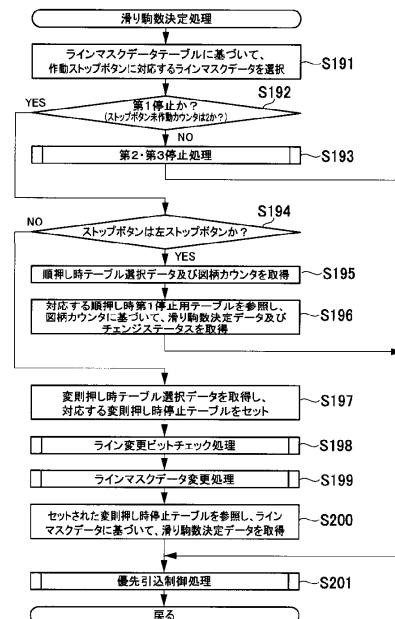 滑り駒数決定処理
ラインマスクデータテーブルに基づいて、
作動ストップボタンに対応するラインマスクデータを選択
S191
S192
YES
第1停止か?
(ストップボタン未作動カウンタは2か?)
NO
第2・第3停止処理
S193
S194
NO
ストップボタンは左ストップボタンか?
YES
順押し時テーブル選択データ及び図柄カウンタを取得
S195
対応する順押し時第1停止用テーブルを参照し、
図柄カウンタに基づいて、滑り駒数決定データ及び
チェンジステータスを取得
S196
変則押し時テーブル選択データを取得し、
対応する変則押し時停止テーブルをセット
S197
ライン変更ビットチェック処理
S198
ラインマスクデータ変更処理
S199
セットされた変則押し時停止テーブルを参照し、ライン
マスクデータに基づいて、滑り駒数決定データを取得
S200
優先引込制御処理
S201
戻る